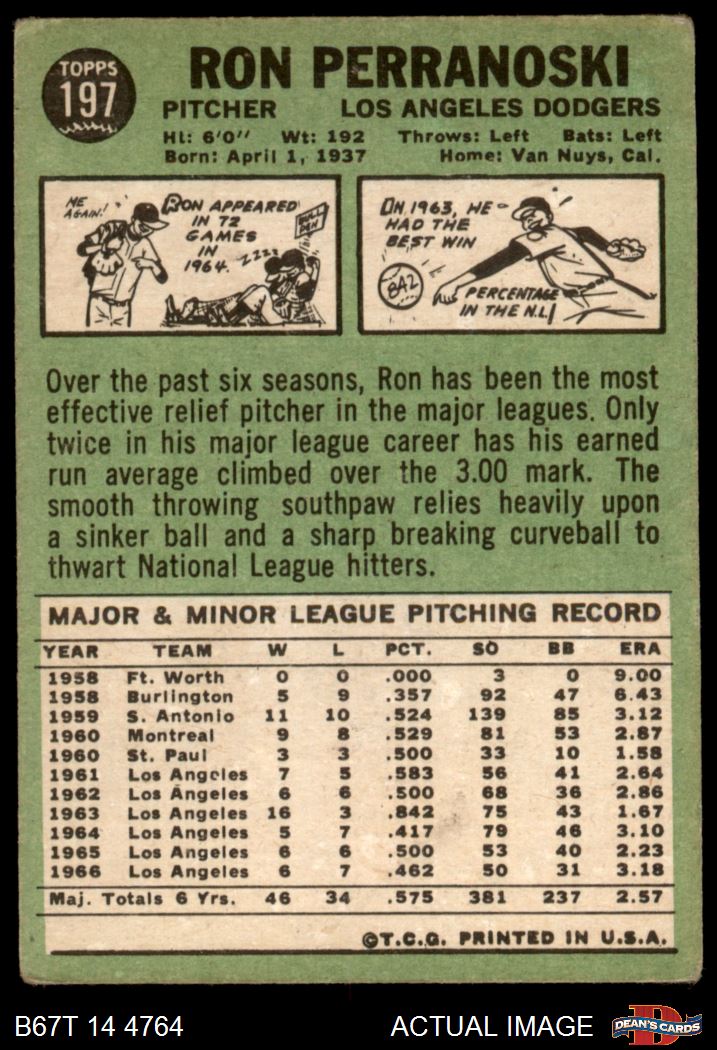 TOPPS
197
RON PERRANOSKI
PITCHER LOS ANGELES DODGERS
Ht: 6'0" Wt: 192 Throws: Left Bats: Left
Born: April 1, 1937 Home: Van Nuys, Cal.
ME AGAIN!
RON APPEARED
IN 72
GAMES
IN
1964.
BULL PEN
ZZZZ
ON 1963, HE
HAD THE
BEST WIN
.842
PERCENTAGE
IN THE N.L!
Over the past six seasons, Ron has been the most
effective relief pitcher in the major leagues. Only
twice in his major league career has his earned
run average climbed over the 3.00 mark. The
smooth throwing southpaw relies heavily upon
a sinker ball and a sharp breaking curveball to
thwart National League hitters.
MAJOR & MINOR LEAGUE PITCHING RECORD
YEAR TEAM W L PCT. SO BB ERA
1958 Ft. Worth 0 0 .000 3 0 9.00
1958 Burlington 5 9 .357 92 47 6.43
1959 S. Antonio 11 10 .524 139 85 3.12
1960 Montreal 9 8 .529 81 53 2.87
1960 St. Paul 3 3 .500 33 10 1.58
1961 Los Angeles 7 5 .583 56 41 2.64
1962 Los Angeles 6 6 .500 68 36 2.86
1963 Los Angeles 16 3 .842 75 43 1.67
1964 Los Angeles 5 7 .417 79 46 3.10
1965 Los Angeles 6 6 .500 53 40 2.23
1966 Los Angeles 6 7 .462 50 31 3.18
Maj. Totals 6 Yrs. 46 34 .575 381 237 2.57
©T.C.G. PRINTED IN U.S.A.
B67T 14 4764 ACTUAL IMAGE DEAN'S CARDS